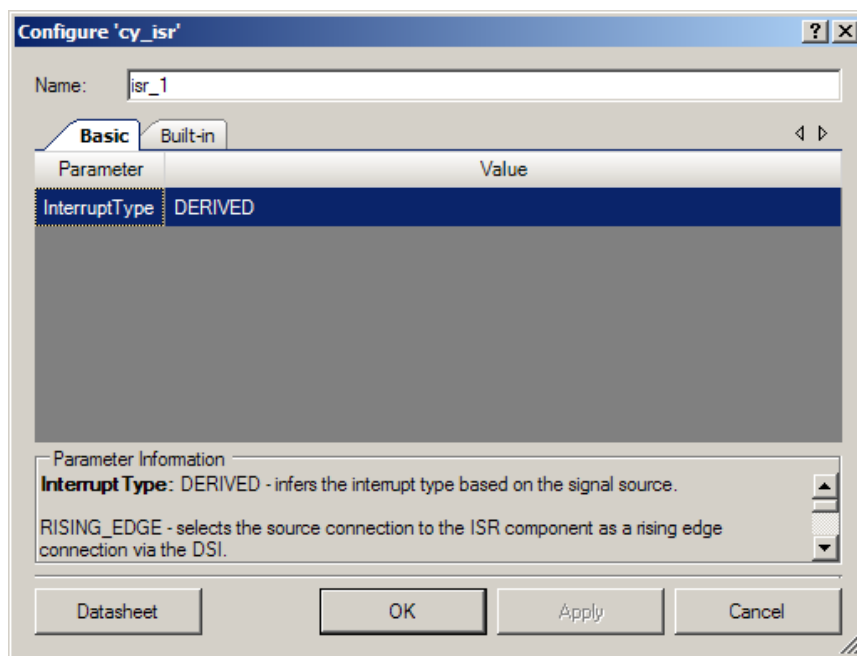 Configure 'cy_isr'
Name: isr_1
Basic Built-in
Parameter Value
InterruptType DERIVED
Parameter Information
Interrupt Type: DERIVED - infers the interrupt type based on the signal source.
RISING_EDGE - selects the source connection to the ISR component as a rising edge
connection via the DSI.
Datasheet OK Apply Cancel